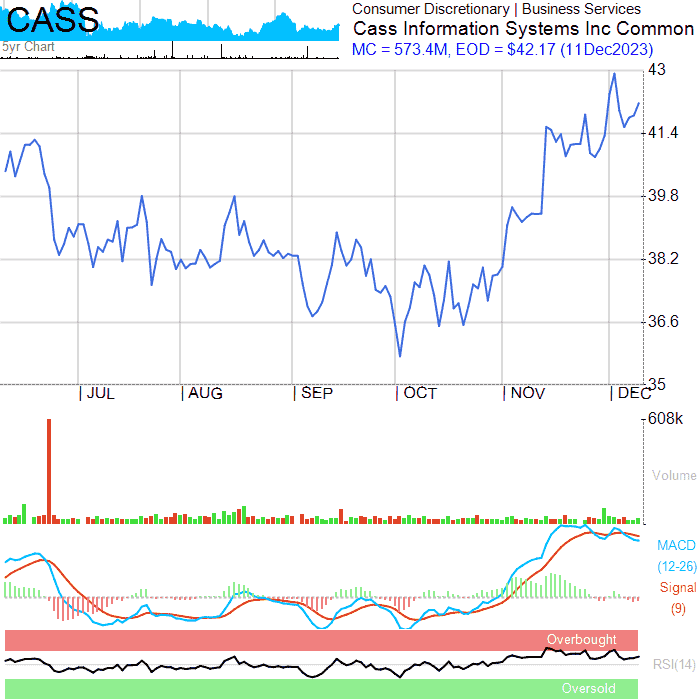 CASS
5yr Chart
Consumer Discretionary | Business Services
Cass Information Systems Inc Common
MC = 573.4M, EOD = $42.17 (11Dec2023)
43
41.4
39.8
38.2
36.6
35
JUL
AUG
SEP
OCT
NOV
DEC
608k
Volume
MACD
(12-26)
Signal
(9)
Overbought
RSI(14)
Oversold